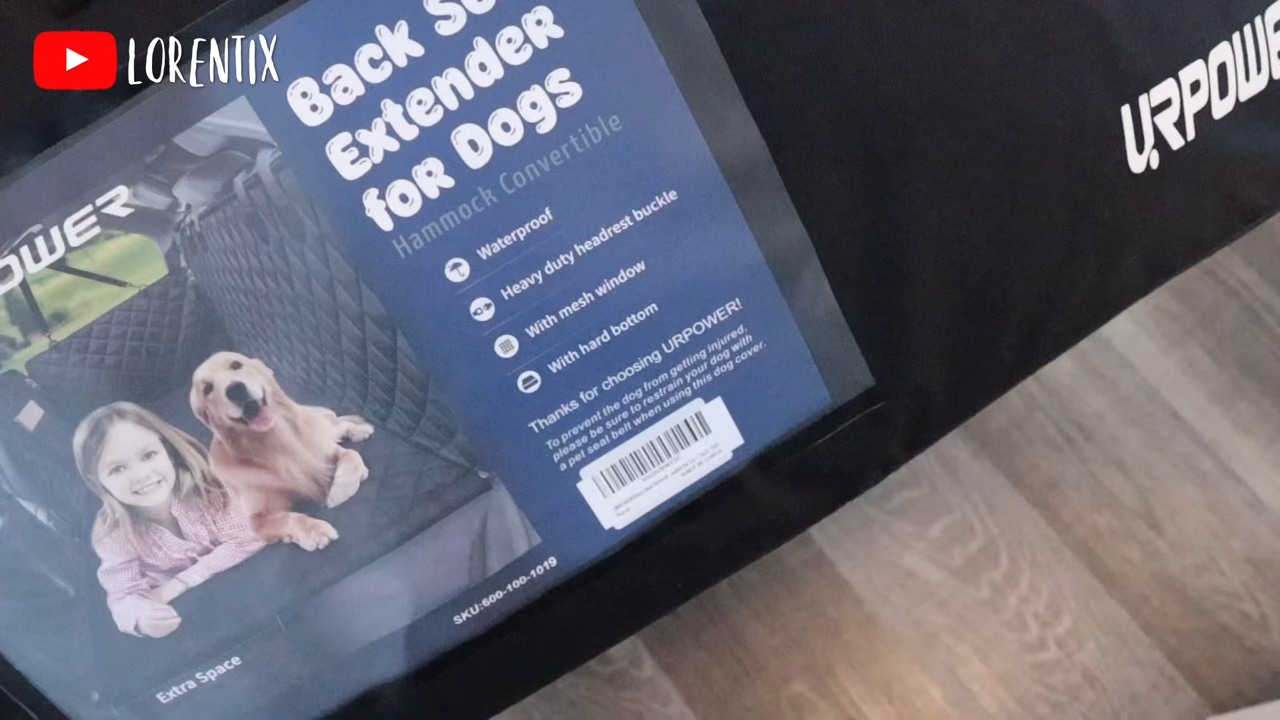 LORENTIX
Back
Extender
for Dogs
Hammock Convertible
Waterproof
Heavy duty headrest buckle
With mesh window
With hard bottom
Thanks for choosing URPOWER!
To prevent the dog from getting injured,
please be sure to restrain your dog with
a pet seat belt when using this dog cover.
SKU:600-100-1019
Extra Space
OWER
URPOWE